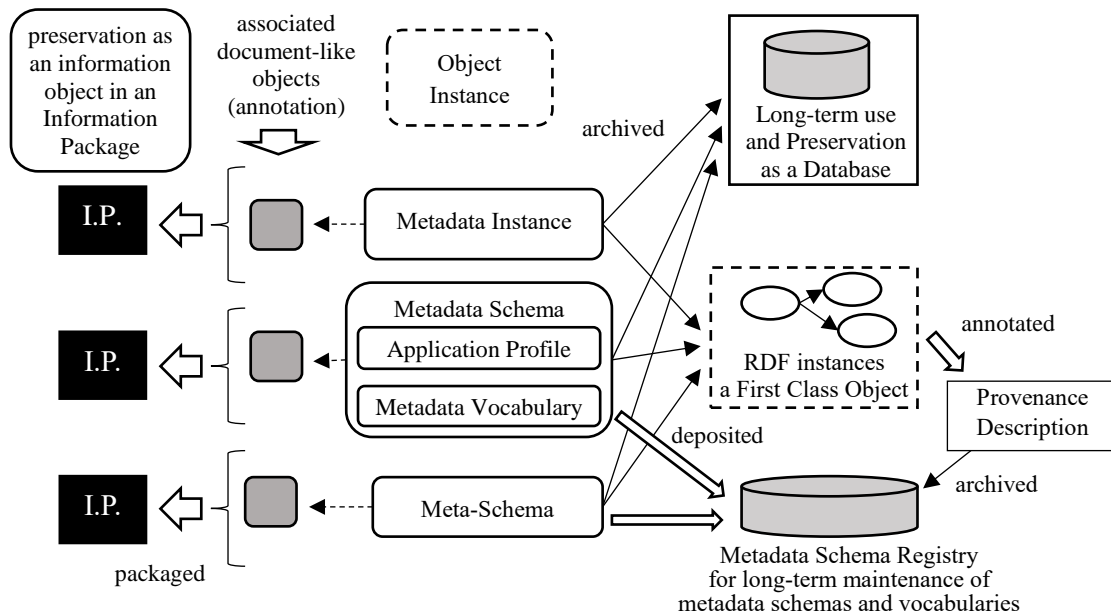 preservation as
an information
object in an
Information
Package
associated
document-like
objects
(annotation)
Object
Instance
archived
Long-term use
and Preservation
as a Database
I.P.
Metadata Instance
Metadata Schema
Application Profile
Metadata Vocabulary
I.P.
RDF instances
a First Class Object
annotated
Provenance
Description
deposited
archived
I.P.
Meta-Schema
packaged
Metadata Schema Registry
for long-term maintenance of
metadata schemas and vocabularies